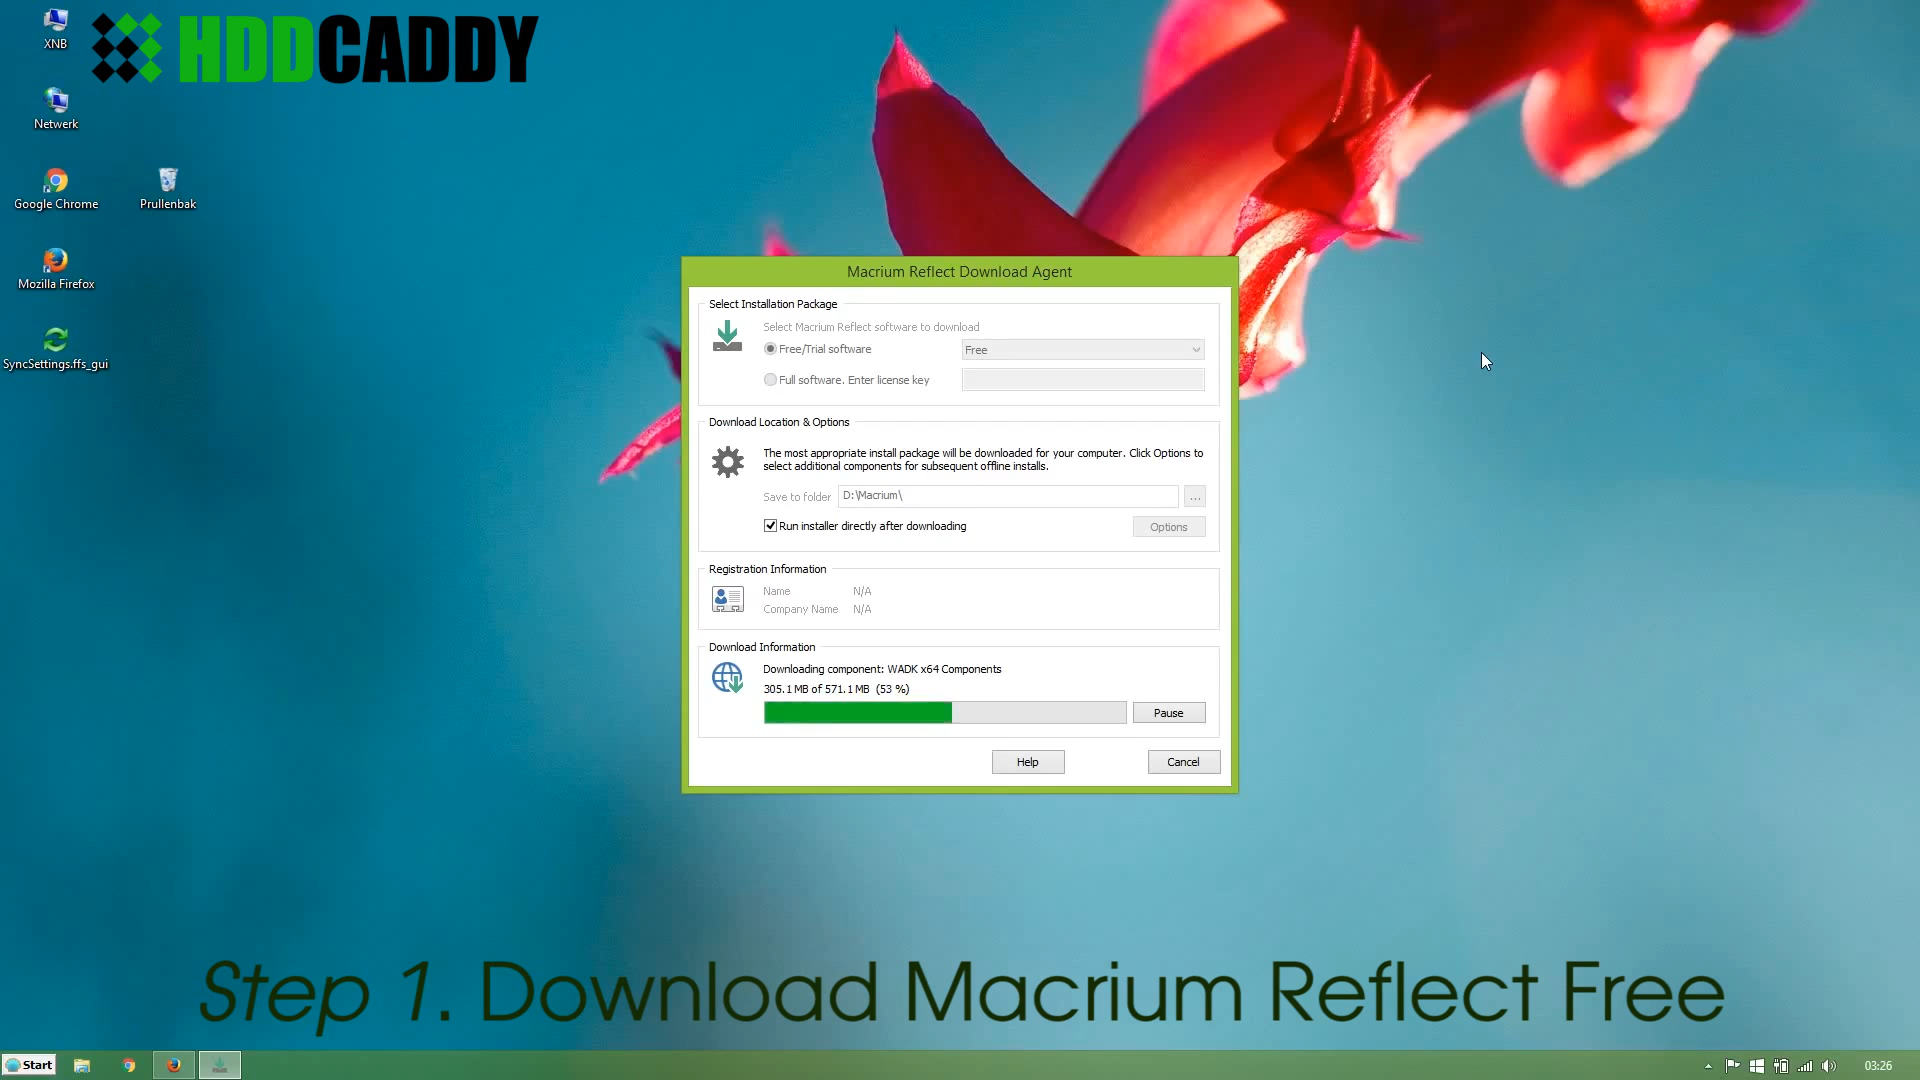 XNB
HDDCADDY
Netwerk
Google Chrome
Prullenbak
Mozilla Firefox
SyncSettings.ffs_gui
Macrium Reflect Download Agent
Select Installation Package
Select Macrium Reflect software to download
Free/Trial software
Free
Full software. Enter license key
Download Location & Options
The most appropriate install package will be downloaded for your computer. Click Options to
select additional components for subsequent offline installs.
Save to folder
D:\Macrium\
...
Run installer directly after downloading
Options
Registration Information
Name N/A
Company Name N/A
Download Information
Downloading component: WADK x64 Components
305.1 MB of 571.1 MB (53 %)
Pause
Help
Cancel
Step 1. Download Macrium Reflect Free
Start
03:26